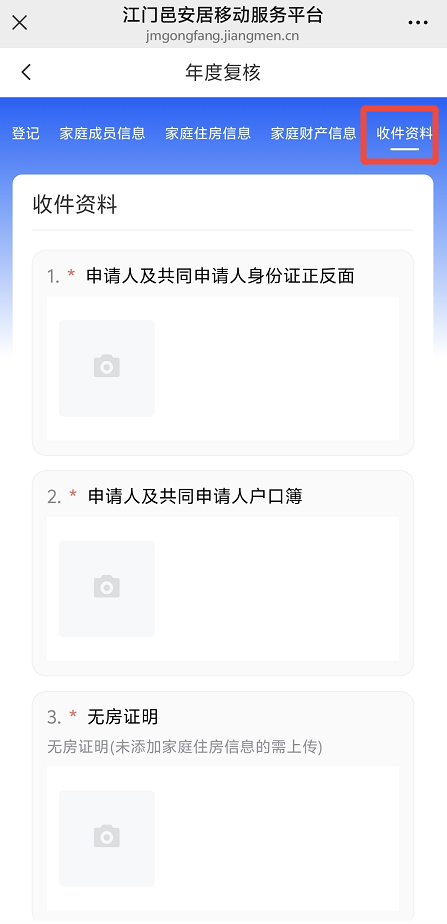 江门邑安居移动服务平台
jmgongfang.jiangmen.cn
年度复核
登记 家庭成员信息 家庭住房信息 家庭财产信息 收件资料
收件资料
1. * 申请人及共同申请人身份证正反面
2. * 申请人及共同申请人户口簿
3. * 无房证明
无房证明(未添加家庭住房信息的需上传)